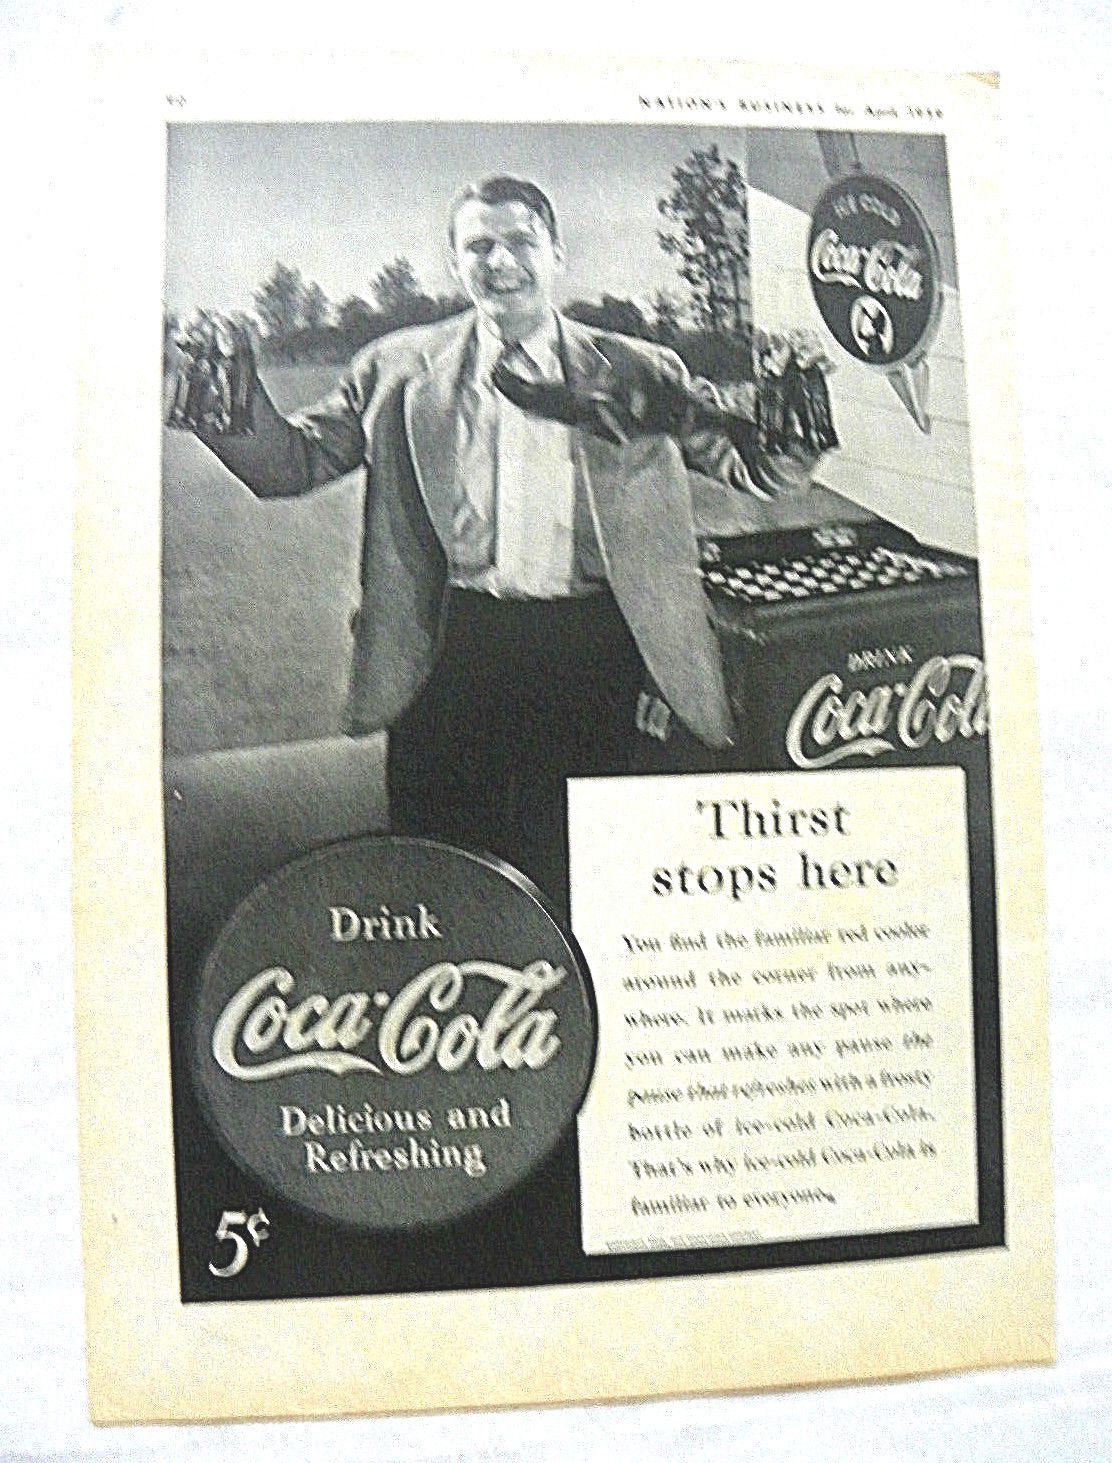 NATION'S BUSINESS for April,
ICE COLD
Coca-Cola
DRINK
Coca-Cola
Thirst
stops here
You find the familiar red cooler
around the corner from any-
where. It marks the spot where
you can make any pause the
pause that refreshes with a frosty
bottle of ice-cold Coca-Cola.
That's why ice-cold Coca-Cola is
familiar to everyone.
Drink
Coca-Cola
Delicious and
Refreshing
5¢